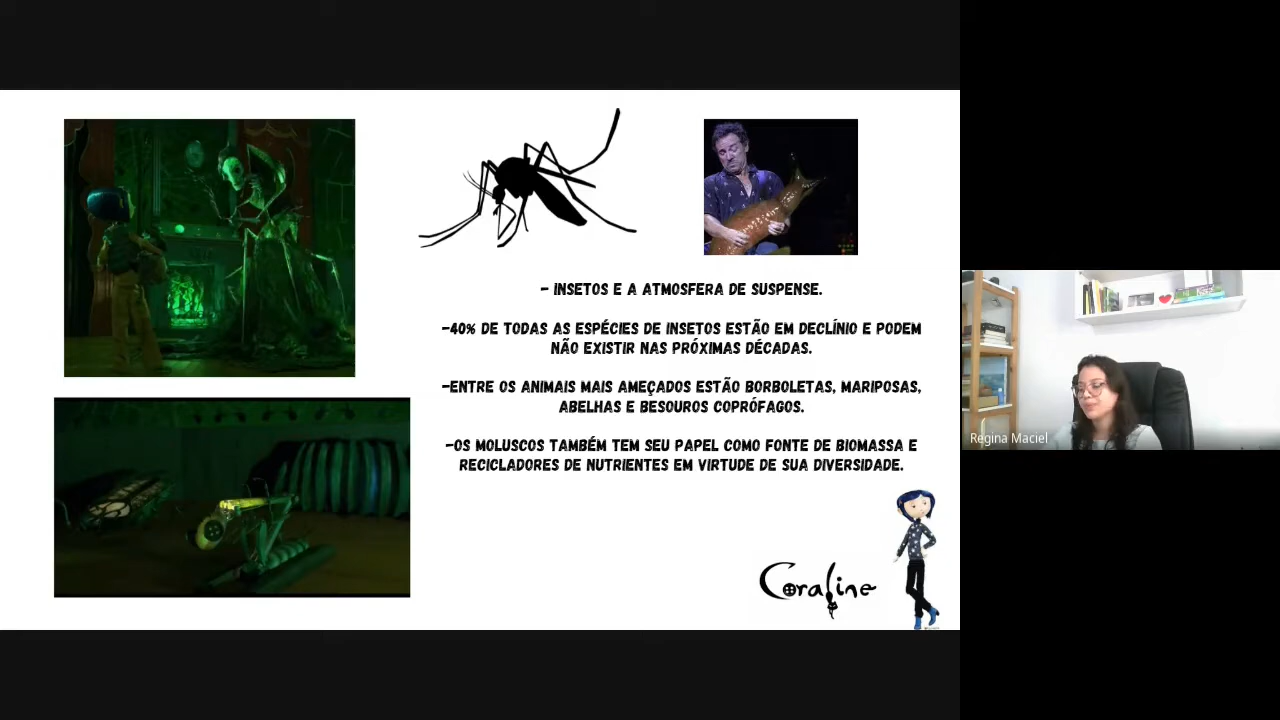 - INSETOS E A ATMOSFERA DE SUSPENSE.
-40% DE TODAS AS ESPÉCIES DE INSETOS ESTÃO EM DECLÍNIO E PODEM
NÃO EXISTIR NAS PRÓXIMAS DÉCADAS.
-ENTRE OS ANIMAIS MAIS AMEÇADOS ESTÃO BORBOLETAS, MARIPOSAS,
ABELHAS E BESOUROS COPRÓFAGOS.
-OS MOLUSCOS TAMBÉM TEM SEU PAPEL COMO FONTE DE BIOMASSA E
RECICLADORES DE NUTRIENTES EM VIRTUDE DE SUA DIVERSIDADE.
Coraline
Regina Maciel